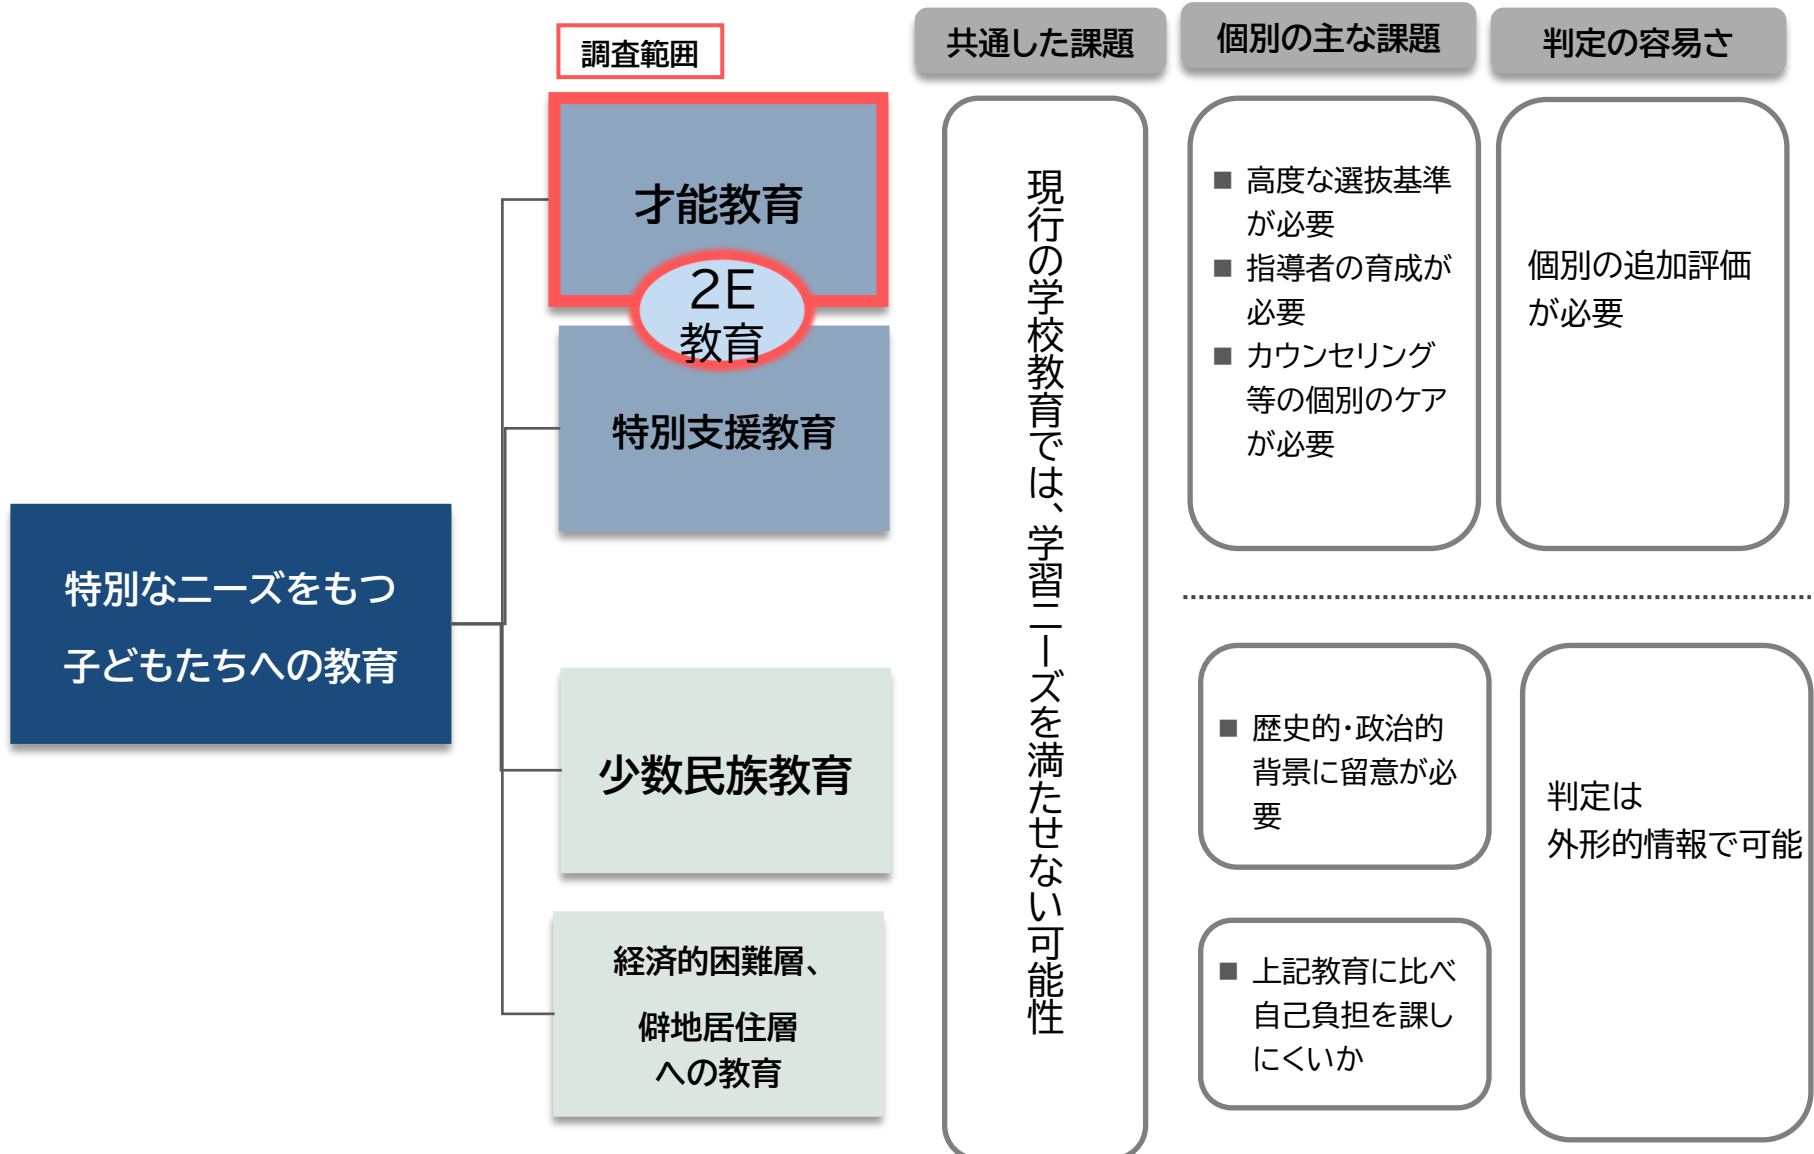 調査範囲
共通した課題
個別の主な課題
判定の容易さ
特別なニーズをもつ
子どもたちへの教育
才能教育
2E
教育
特別支援教育
少数民族教育
経済的困難層、
僻地居住層
への教育
現行の学校教育では、学習ニーズを満たせない可能性
■ 高度な選抜基準
が必要
■ 指導者の育成が
必要
■ カウンセリング
等の個別のケア
が必要
個別の追加評価
が必要
■ 歴史的・政治的
背景に留意が必
要
■ 上記教育に比べ
自己負担を課し
にくいか
判定は
外形的情報で可能